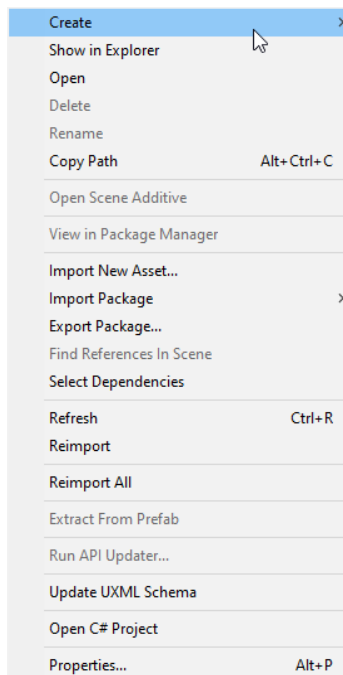 Create
Show in Explorer
Open
Delete
Rename
Copy Path Alt+Ctrl+C
Open Scene Additive
View in Package Manager
Import New Asset...
Import Package
Export Package...
Find References In Scene
Select Dependencies
Refresh Ctrl+R
Reimport
Reimport All
Extract From Prefab
Run API Updater...
Update UXML Schema
Open C# Project
Properties... Alt+P